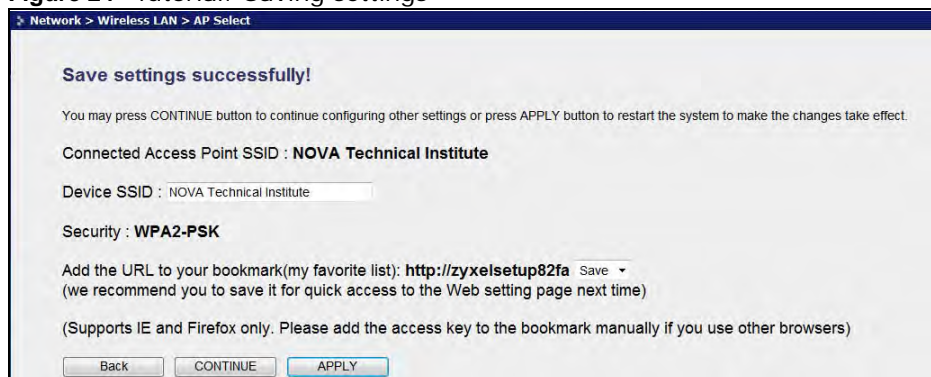 Network > Wireless LAN > AP Select
Save settings successfully!
You may press CONTINUE button to continue configuring other settings or press APPLY button to restart the system to make the changes take effect.
Connected Access Point SSID : NOVA Technical Institute
Device SSID : NOVA Technical Institute
Security : WPA2-PSK
Add the URL to your bookmark(my favorite list): http://zyxelsetup82fa Save
(we recommend you to save it for quick access to the Web setting page next time)
(Supports IE and Firefox only. Please add the access key to the bookmark manually if you use other browsers)
Back CONTINUE APPLY